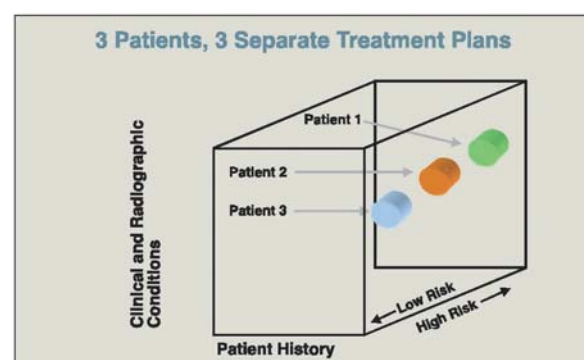 3 Patients, 3 Separate Treatment Plans
Clinical and Radiographic
Conditions
Patient 1
Patient 2
Patient 3
Low Risk
High Risk
Patient History